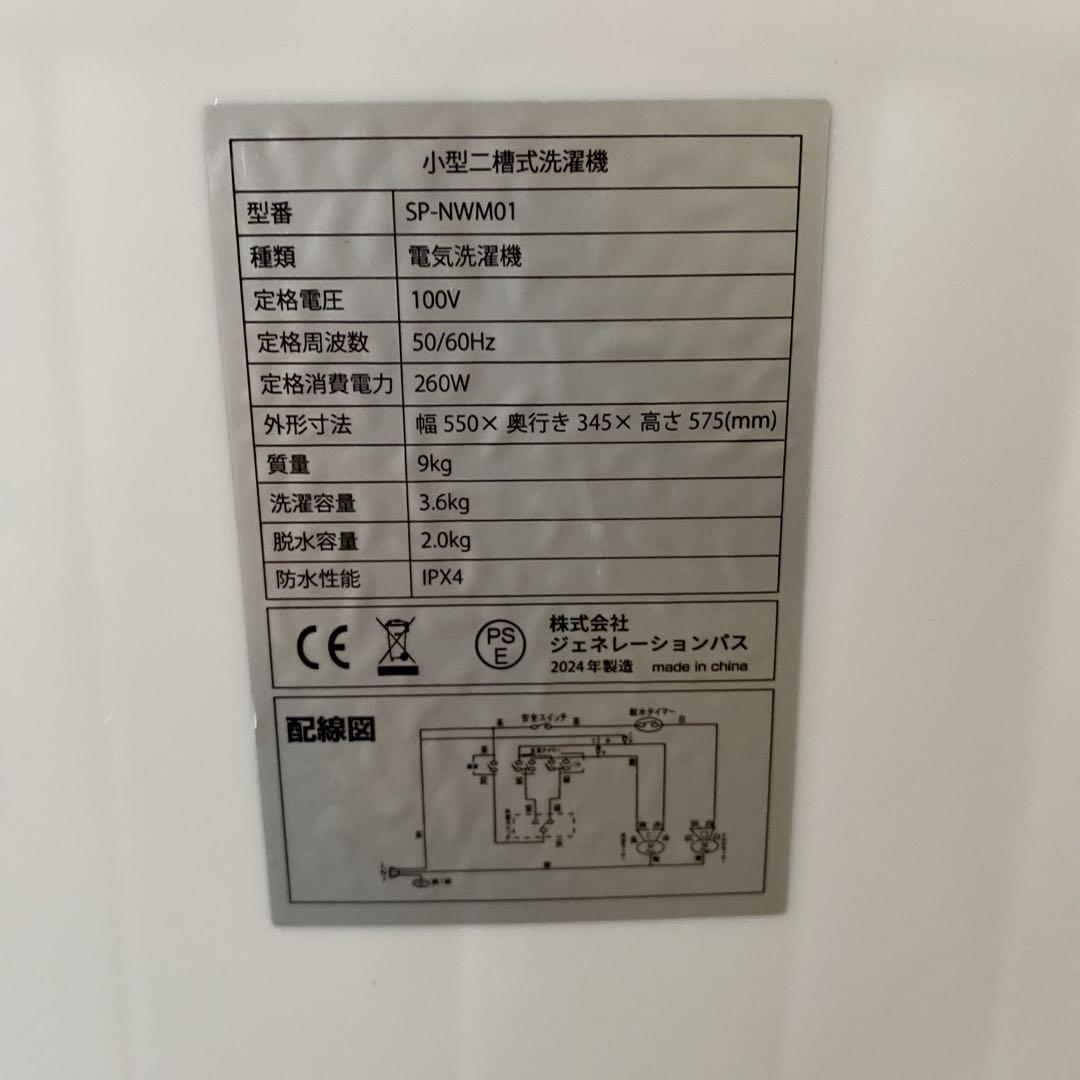 小型二槽式洗濯機
型番 SP-NWM01
種類 電気洗濯機
定格電圧 100V
定格周波数 50/60Hz
定格消費電力 260W
外形寸法 幅 550× 奥行き 345× 高さ 575(mm)
質量 9kg
洗濯容量 3.6kg
脱水容量 2.0kg
防水性能 IPX4
CE
PS
E
株式会社
ジェネレーションパス
2024年製造 made in china
配線図
安全スイッチ
脱水タイマー
白